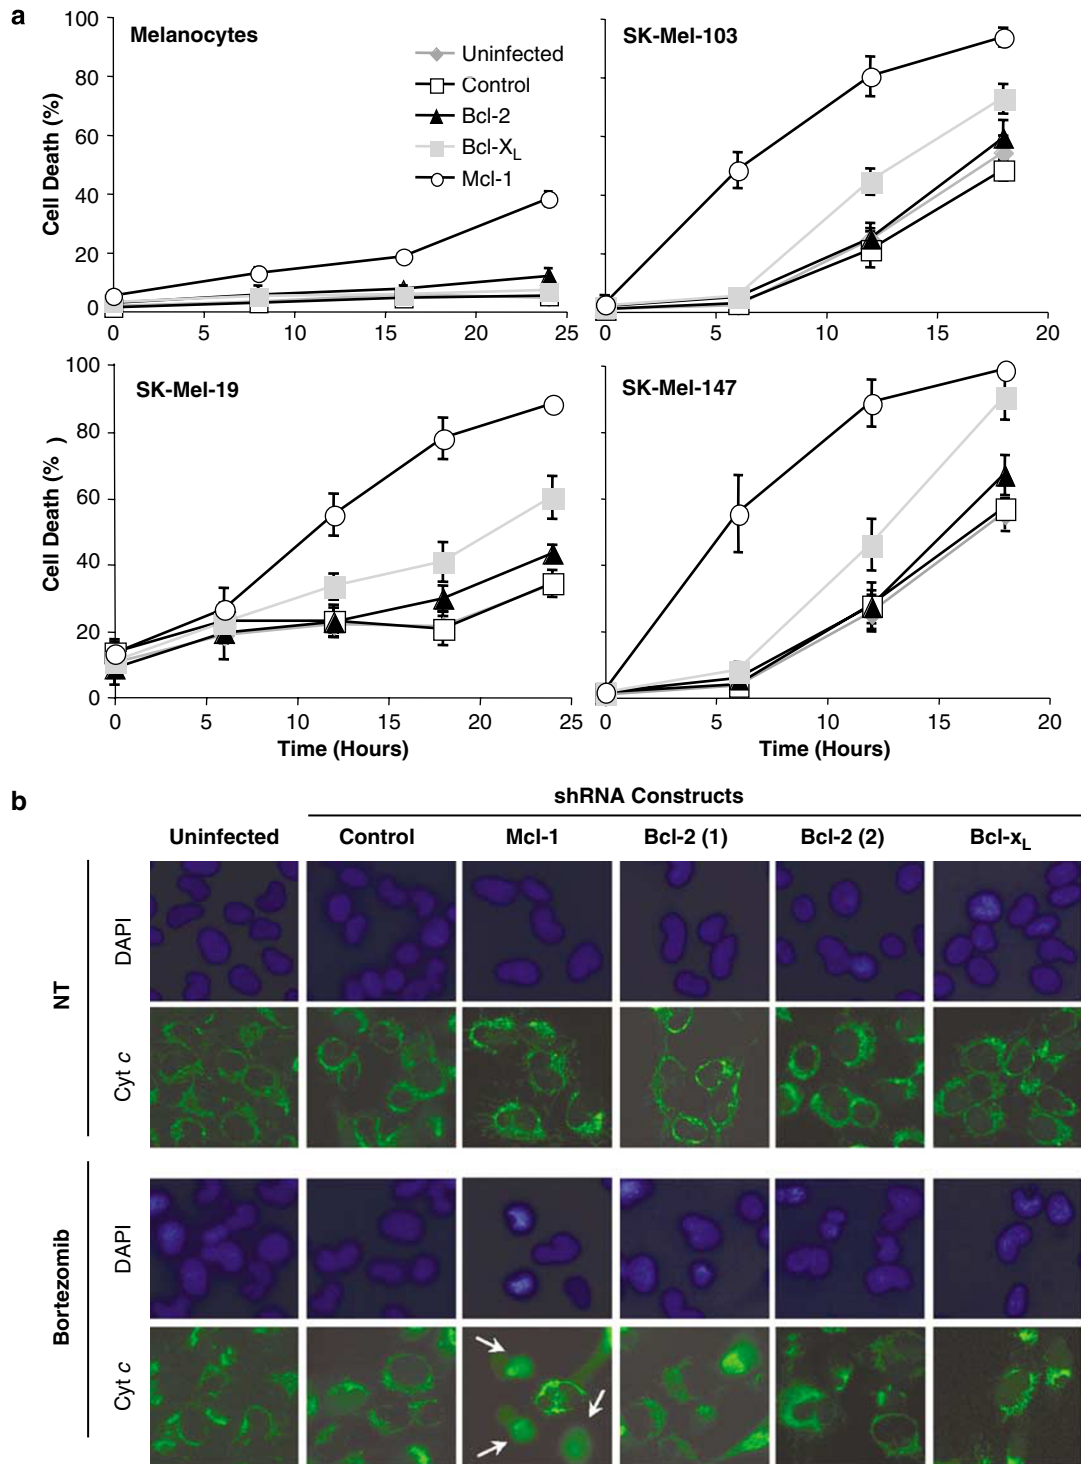 a
Melanocytes
Uninfected
Control
Bcl-2
Bcl-XL
Mcl-1
Cell Death (%)
100
80
60
40
20
0
0 5 10 15 20 25
SK-Mel-103
0 5 10 15 20
SK-Mel-19
Cell Death (% )
100
80
60
40
20
0
0 5 10 15 20 25
Time (Hours)
SK-Mel-147
0 5 10 15 20
Time (Hours)
b
shRNA Constructs
Uninfected Control Mcl-1 Bcl-2 (1) Bcl-2 (2) Bcl-xL
NT
DAPI
Cyt c
Bortezomib
DAPI
Cyt c